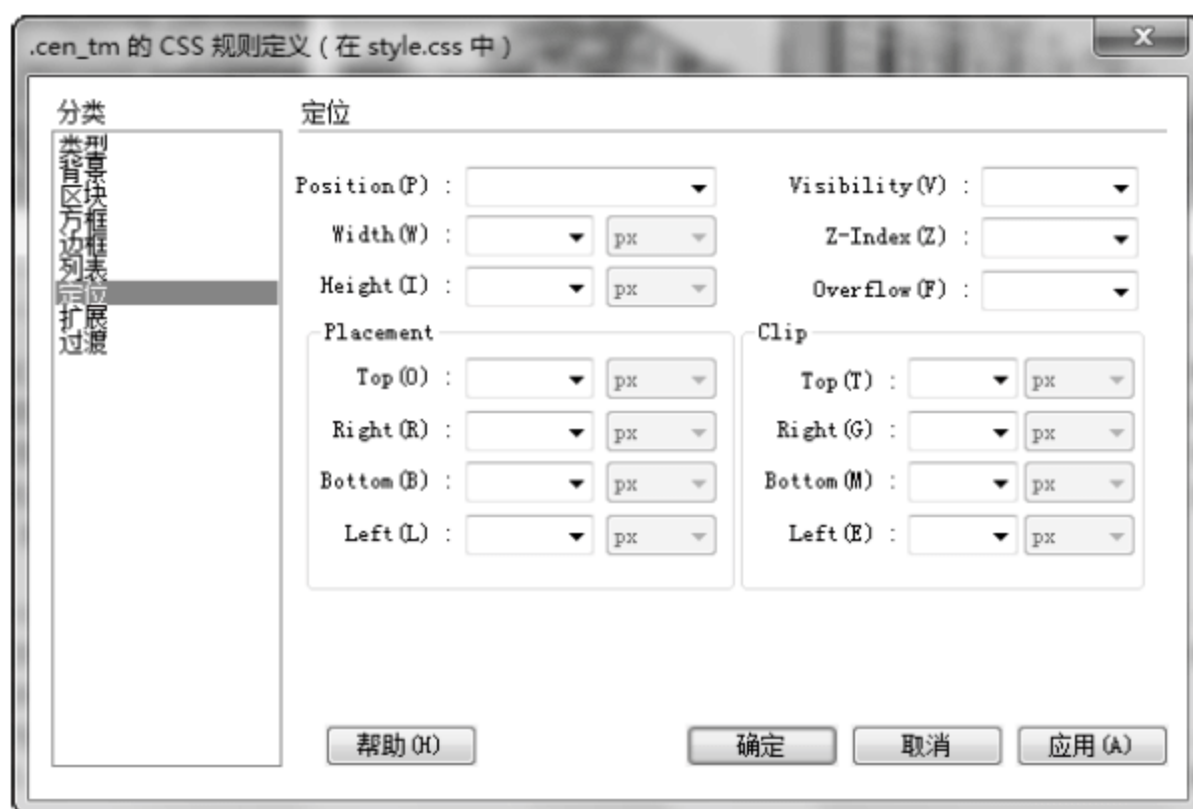 .cen_tm 的 CSS 规则定义（在 style.css 中）
分类
类型
背景
区块
方框
边框
列表
定位
扩展
过渡
定位
Position(P) :
Visibility(V) :
Width(W) : px
Z-Index(Z) :
Height(I) : px
Overflow(F) :
Placement
Top(O) : px
Right(R) : px
Bottom(B) : px
Left(L) : px
Clip
Top(T) : px
Right(G) : px
Bottom(M) : px
Left(E) : px
帮助(H)
确定
取消
应用(A)